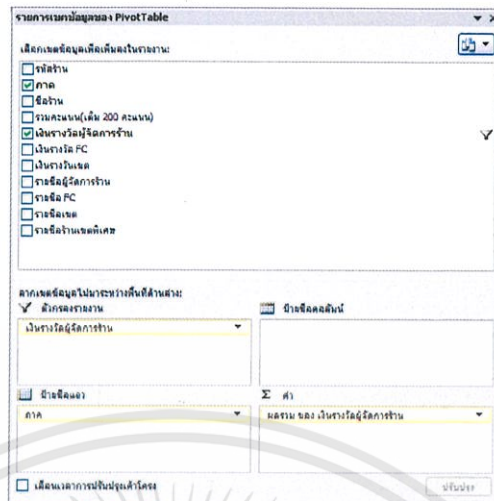 รายการเขตข้อมูลของ PivotTable
เลือกเขตข้อมูลเพื่อเพิ่มลงในรายงาน:
รหัสร้าน
ภาค
ชื่อร้าน
รวมคะแนน(เต็ม 200 คะแนน)
เงินรางวัลผู้จัดการร้าน
เงินรางวัล FC
เงินรางวัลเขต
รายชื่อผู้จัดการร้าน
รายชื่อ FC
รายชื่อเขต
รายชื่อร้านเขตพิเศษ
ลากเขตข้อมูลไปมาระหว่างพื้นที่ด้านล่าง:
ตัวกรองรายงาน
ป้ายชื่อคอลัมน์
เงินรางวัลผู้จัดการร้าน
ป้ายชื่อแถว
Σ ค่า
ภาค
ผลรวม ของ เงินรางวัลผู้จัดการร้าน
เลื่อนเวลาการปรับปรุงเค้าโครง
ปรับปรุง